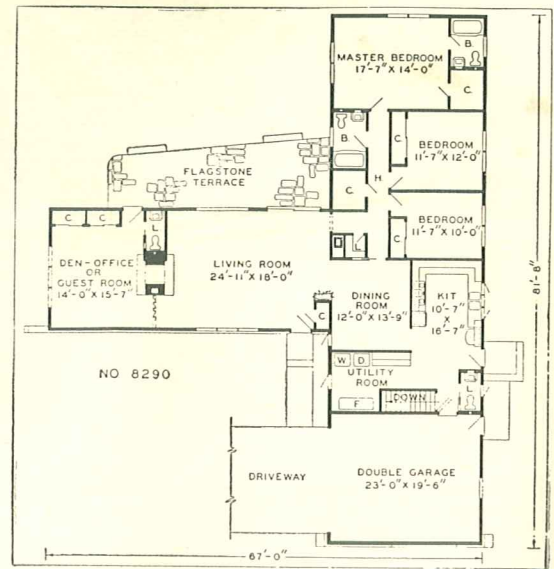 B.
MASTER BEDROOM
17'-7" X 14'-0"
C.
B.
C.
BEDROOM
11'-7" X 12'-0"
FLAGSTONE
TERRACE
C.
H.
C.
C.
L.
BEDROOM
11'-7" X 10'-0"
C.
L.
DEN-OFFICE
OR
GUEST ROOM
14'-0" X 15'-7"
LIVING ROOM
24'-11" X 18'-0"
DINING
ROOM
12'-0" X 13'-9"
KIT
10'-7"
X
16'-7"
C
81'-8"
NO 8290
W
D
UTILITY
ROOM
F
DOWN
L.
DRIVEWAY
DOUBLE GARAGE
23'-0" X 19'-6"
67'-0"